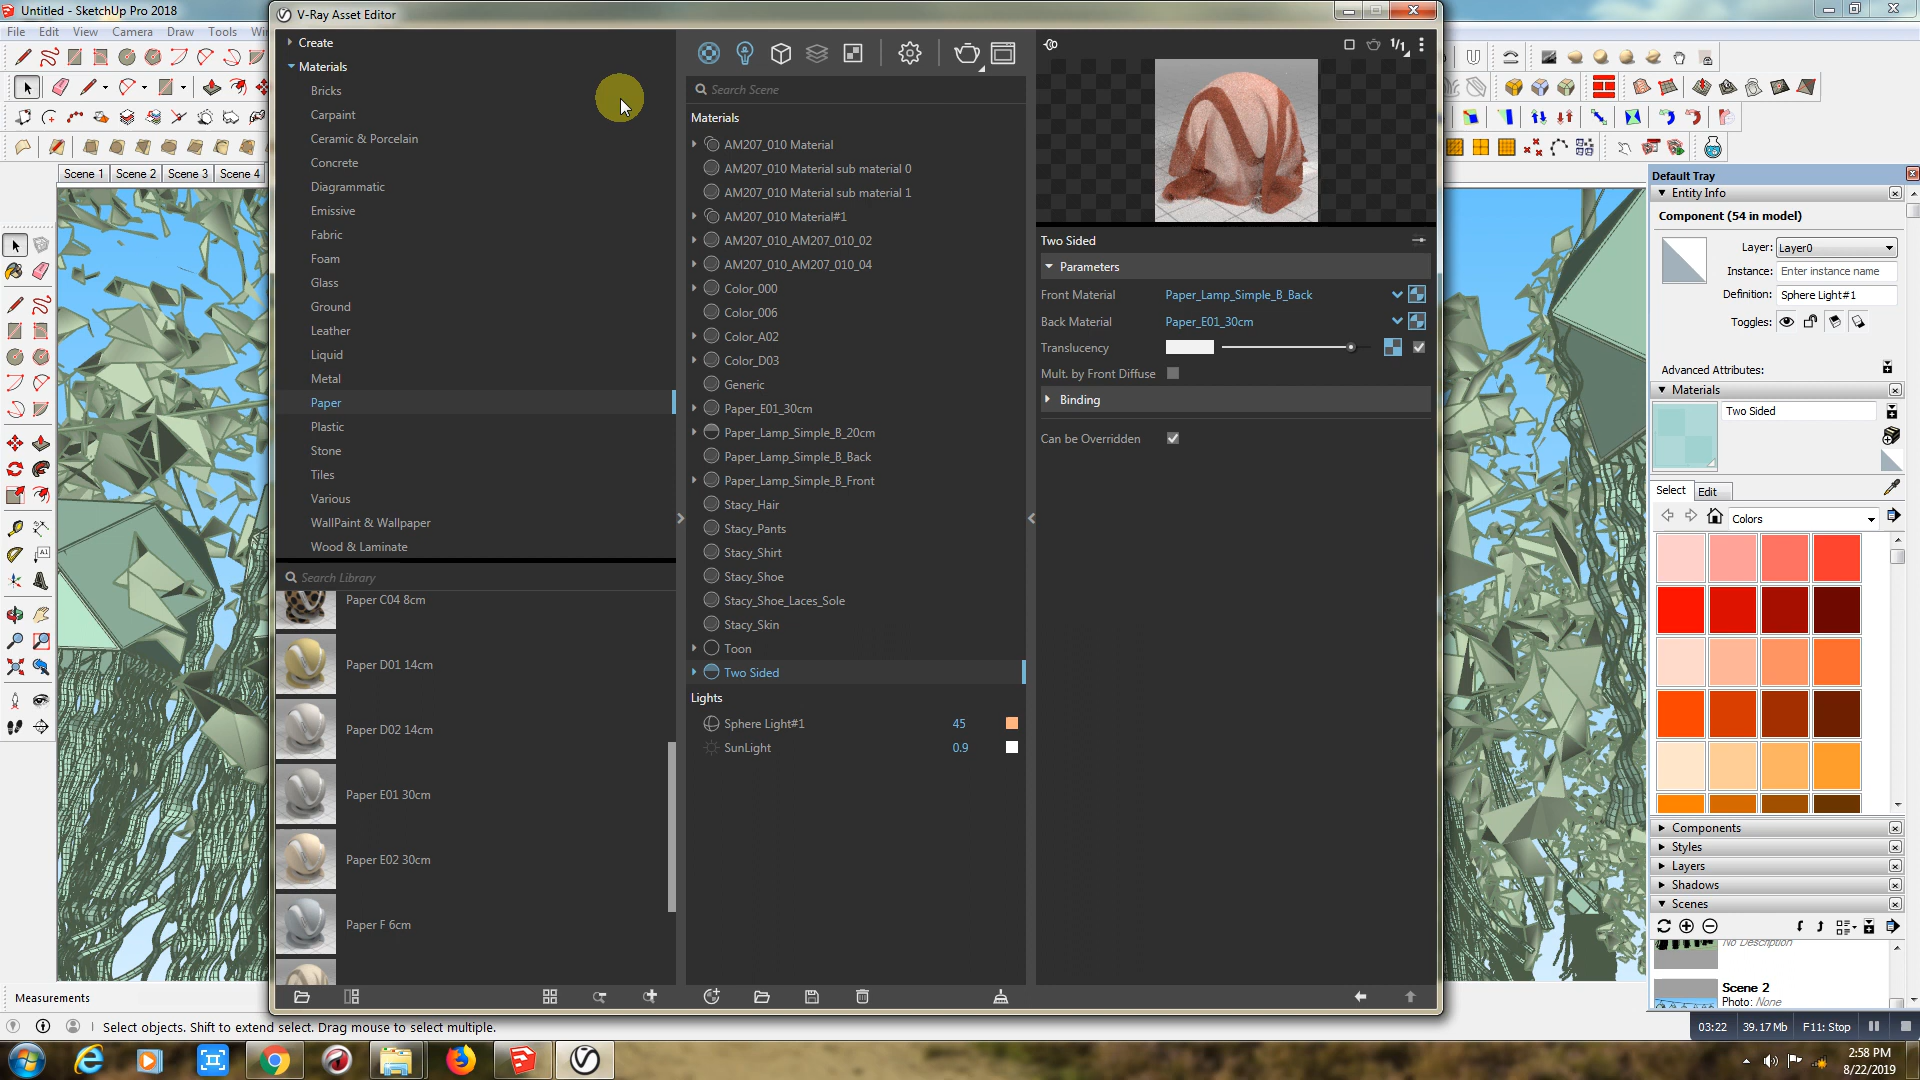 Untitled - SketchUp Pro 2018
File Edit View Camera Draw Tools
Scene 1 Scene 2 Scene 3 Scene 4
V-Ray Asset Editor
Create
Materials
Bricks
Carpaint
Ceramic & Porcelain
Concrete
Diagrammatic
Emissive
Fabric
Foam
Glass
Ground
Leather
Liquid
Metal
Paper
Plastic
Stone
Tiles
Various
WallPaint & Wallpaper
Wood & Laminate
Search Library
Paper C04 8cm
Paper D01 14cm
Paper D02 14cm
Paper E01 30cm
Paper E02 30cm
Paper F 6cm
Search Scene
Materials
AM207_010 Material
AM207_010 Material sub material 0
AM207_010 Material sub material 1
AM207_010 Material#1
AM207_010_AM207_010_02
AM207_010_AM207_010_04
Color_000
Color_006
Color_A02
Color_D03
Generic
Paper_E01_30cm
Paper_Lamp_Simple_B_20cm
Paper_Lamp_Simple_B_Back
Paper_Lamp_Simple_B_Front
Stacy_Hair
Stacy_Pants
Stacy_Shirt
Stacy_Shoe
Stacy_Shoe_Laces_Sole
Stacy_Skin
Toon
Two Sided
Lights
Sphere Light#1 45
SunLight 0.9
1/1
Two Sided
Parameters
Front Material Paper_Lamp_Simple_B_Back
Back Material Paper_E01_30cm
Translucency
Mult. by Front Diffuse
Binding
Can be Overridden
Default Tray
Entity Info
Component (54 in model)
Layer: Layer0
Instance: Enter instance name
Definition: Sphere Light#1
Toggles:
Advanced Attributes:
Materials
Two Sided
Select Edit
Colors
Components
Styles
Layers
Shadows
Scenes
No Description
Scene 2
Photo: None
Measurements
Select objects. Shift to extend select. Drag mouse to select multiple.
03:22 39.17 Mb F11: Stop
2:58 PM
8/22/2019